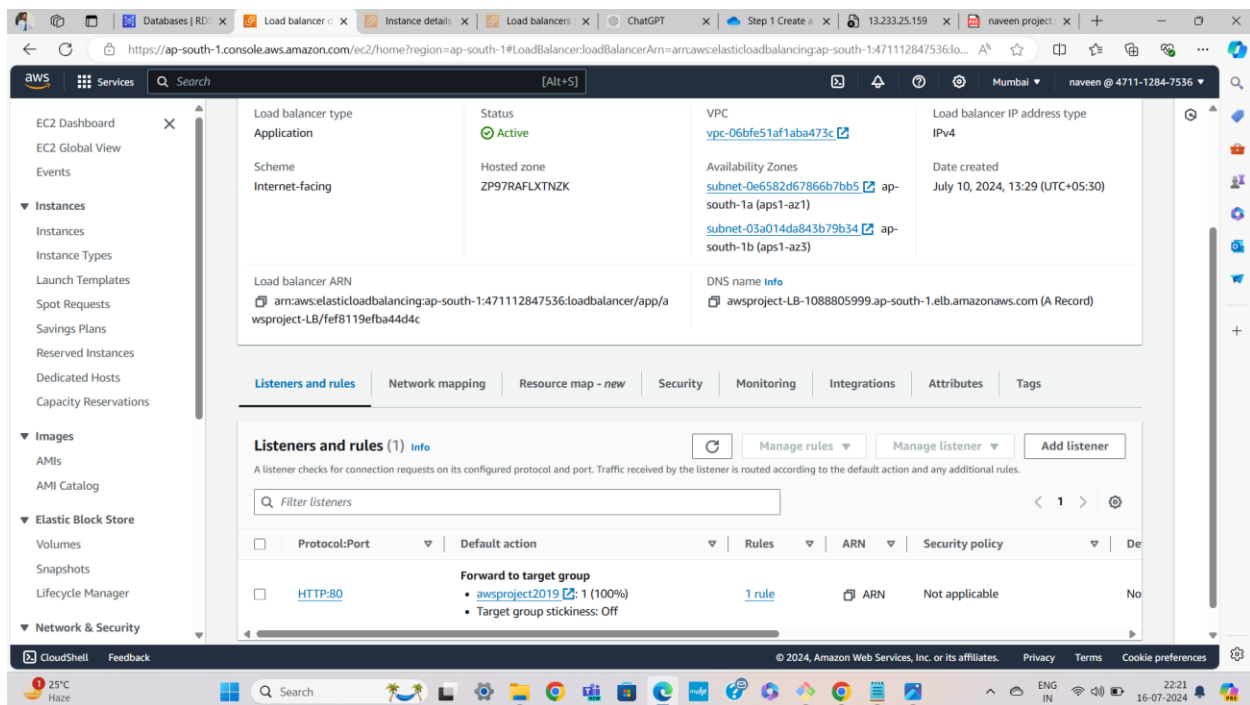 Databases | RDS
Load balancer d
Instance details
Load balancers
ChatGPT
Step 1 Create a
13.233.25.159
naveen project.
https://ap-south-1.console.aws.amazon.com/ec2/home?region=ap-south-1#LoadBalancer:loadBalancerArn=arn:aws:elasticloadbalancing:ap-south-1:471112847536:lo...
aws
Services
Search
[Alt+S]
Mumbai
naveen @ 4711-1284-7536
EC2 Dashboard
EC2 Global View
Events
Instances
Instances
Instance Types
Launch Templates
Spot Requests
Savings Plans
Reserved Instances
Dedicated Hosts
Capacity Reservations
Images
AMIs
AMI Catalog
Elastic Block Store
Volumes
Snapshots
Lifecycle Manager
Network & Security
Load balancer type
Application
Status
Active
VPC
vpc-06bfe51af1aba473c
Load balancer IP address type
IPv4
Scheme
Internet-facing
Hosted zone
ZP97RAFLXTNZK
Availability Zones
subnet-0e6582d67866b7bb5 ap-
south-1a (aps1-az1)
subnet-03a014da843b79b34 ap-
south-1b (aps1-az3)
Date created
July 10, 2024, 13:29 (UTC+05:30)
Load balancer ARN
arn:aws:elasticloadbalancing:ap-south-1:471112847536:loadbalancer/app/a
wsproject-LB/fef8119efba44d4c
DNS name Info
awsproject-LB-1088805999.ap-south-1.elb.amazonaws.com (A Record)
Listeners and rules
Network mapping
Resource map - new
Security
Monitoring
Integrations
Attributes
Tags
Listeners and rules (1) Info
Manage rules
Manage listener
Add listener
A listener checks for connection requests on its configured protocol and port. Traffic received by the listener is routed according to the default action and any additional rules.
Filter listeners
1
Protocol:Port
Default action
Rules
ARN
Security policy
De
HTTP:80
Forward to target group
• awsproject2019 : 1 (100%)
• Target group stickiness: Off
1 rule
ARN
Not applicable
No
CloudShell
Feedback
© 2024, Amazon Web Services, Inc. or its affiliates.
Privacy
Terms
Cookie preferences
1
25°C
Haze
Search
ENG
IN
22:21
16-07-2024